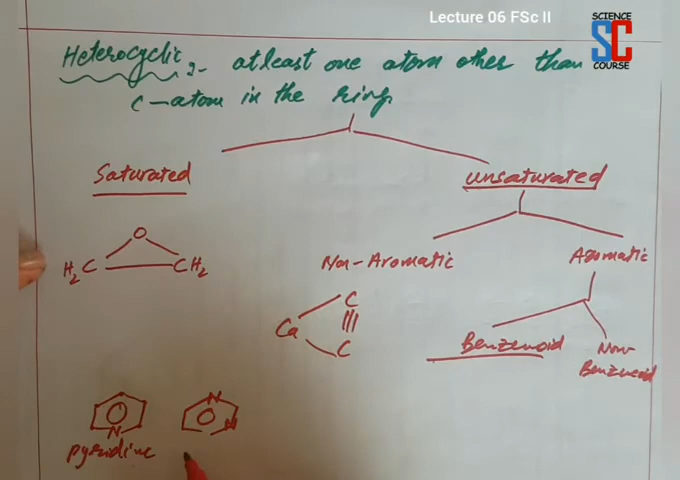 Lecture 06 FSc II
SCIENCE
SC
COURSE
Heterocyclic :- atleast one atom other than
C-atom in the ring
Saturated
unsaturated
O
H₂C CH₂
Non-Aromatic
Aromatic
C
Ca
C
Benzenoid
Non-
Benzenoid
N
N
N
pyridine